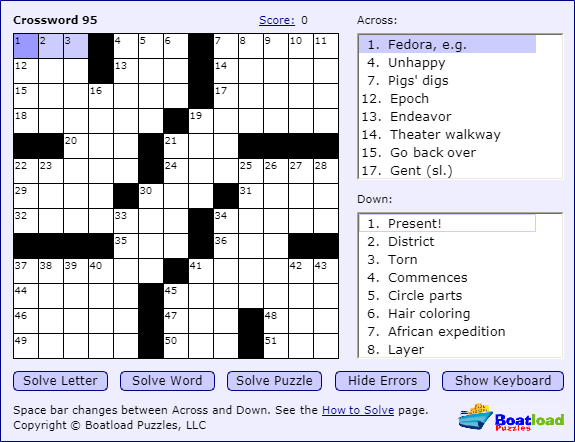 Crossword 95
Score: 0
1 2 3 4 5 6 7 8 9 10 11
12 13 14
15 16 17
18 19
20 21
22 23 24 25 26 27 28
29 30 31
32 33 34
35 36
37 38 39 40 41 42 43
44 45
46 47 48
49 50 51
Across:
1. Fedora, e.g.
4. Unhappy
7. Pigs' digs
12. Epoch
13. Endeavor
14. Theater walkway
15. Go back over
17. Gent (sl.)
Down:
1. Present!
2. District
3. Torn
4. Commences
5. Circle parts
6. Hair coloring
7. African expedition
8. Layer
Solve Letter Solve Word Solve Puzzle Hide Errors Show Keyboard
Space bar changes between Across and Down. See the How to Solve page.
Copyright © Boatload Puzzles, LLC
Boatload
Puzzles